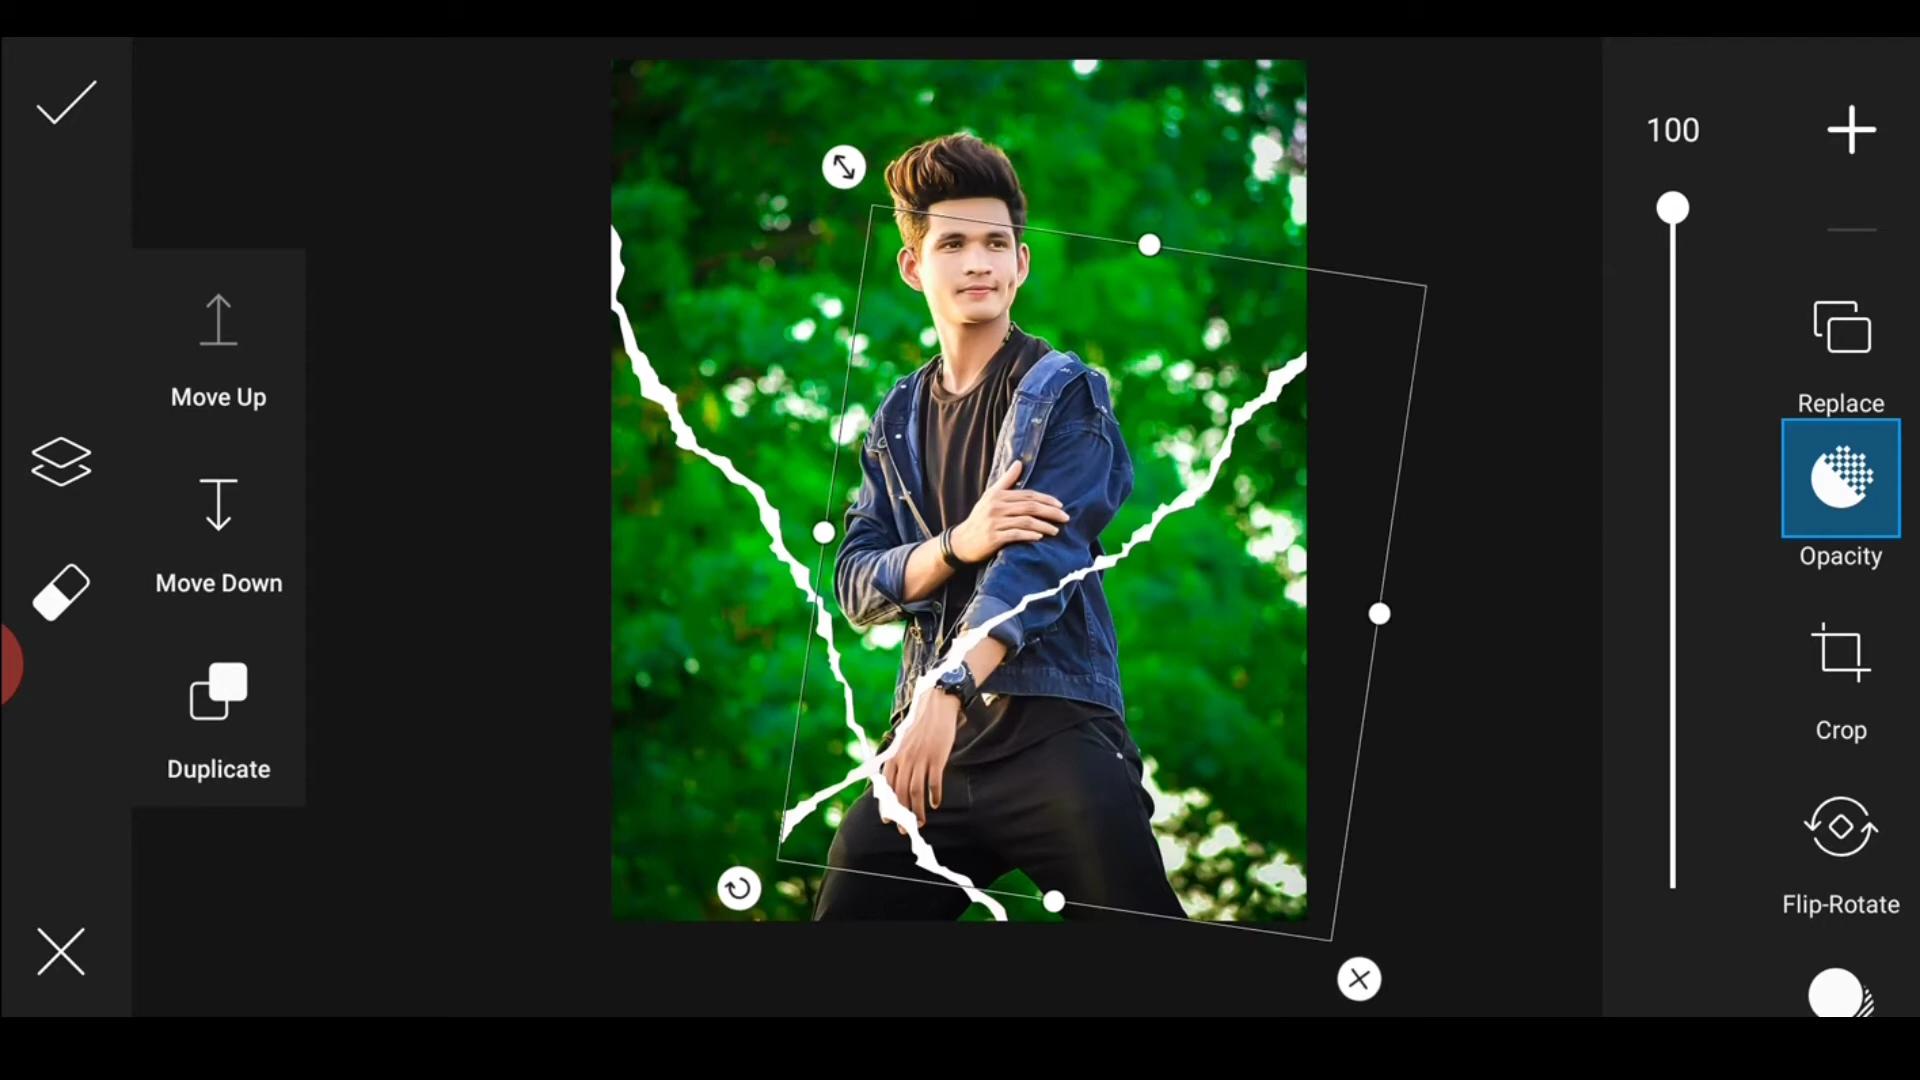 100
Move Up
Replace
Opacity
Move Down
Crop
Duplicate
Flip-Rotate